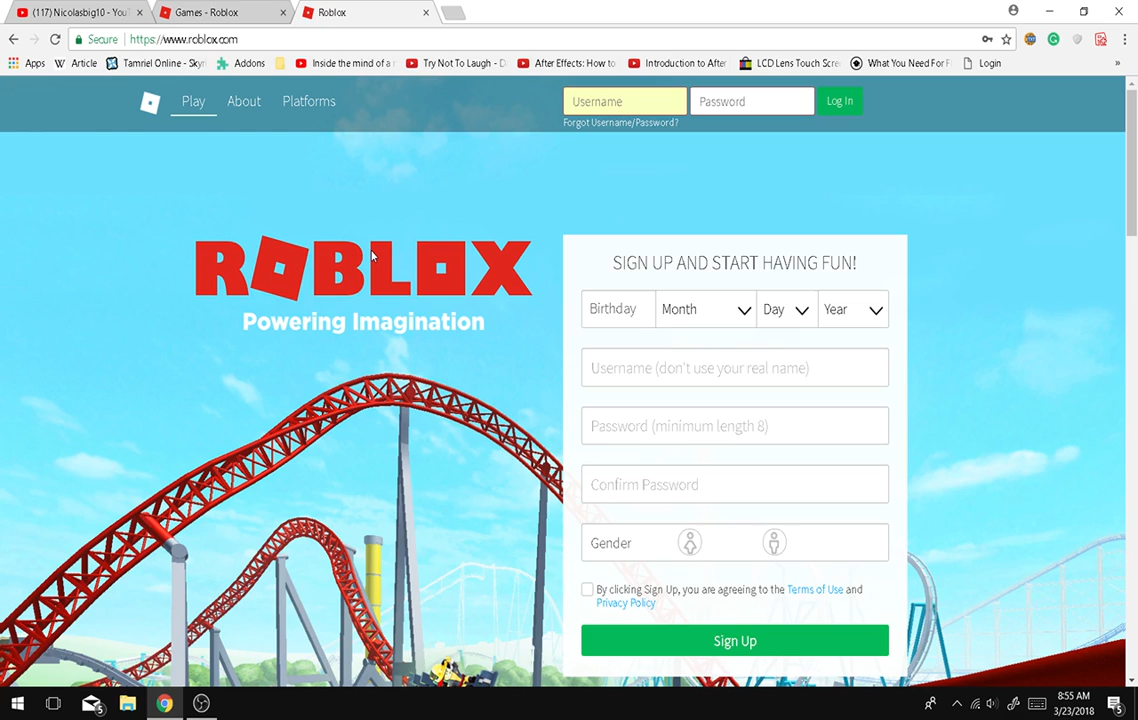 (117) Nicolasbig10 - YouT
Games - Roblox
Roblox
Secure https://www.roblox.com
Apps
W Article
Tamriel Online - Skyri
Addons
Inside the mind of a m
Try Not To Laugh - D
After Effects: How to
Introduction to After
LCD Lens Touch Scre
What You Need For F
Login
»
Play
About
Platforms
Username
Password
Log In
Forgot Username/Password?
ROBLOX
Powering Imagination
SIGN UP AND START HAVING FUN!
Birthday Month Day Year
Username (don't use your real name)
Password (minimum length 8)
Confirm Password
Gender
By clicking Sign Up, you are agreeing to the Terms of Use and
Privacy Policy
Sign Up
5
8:55 AM
3/23/2018
5